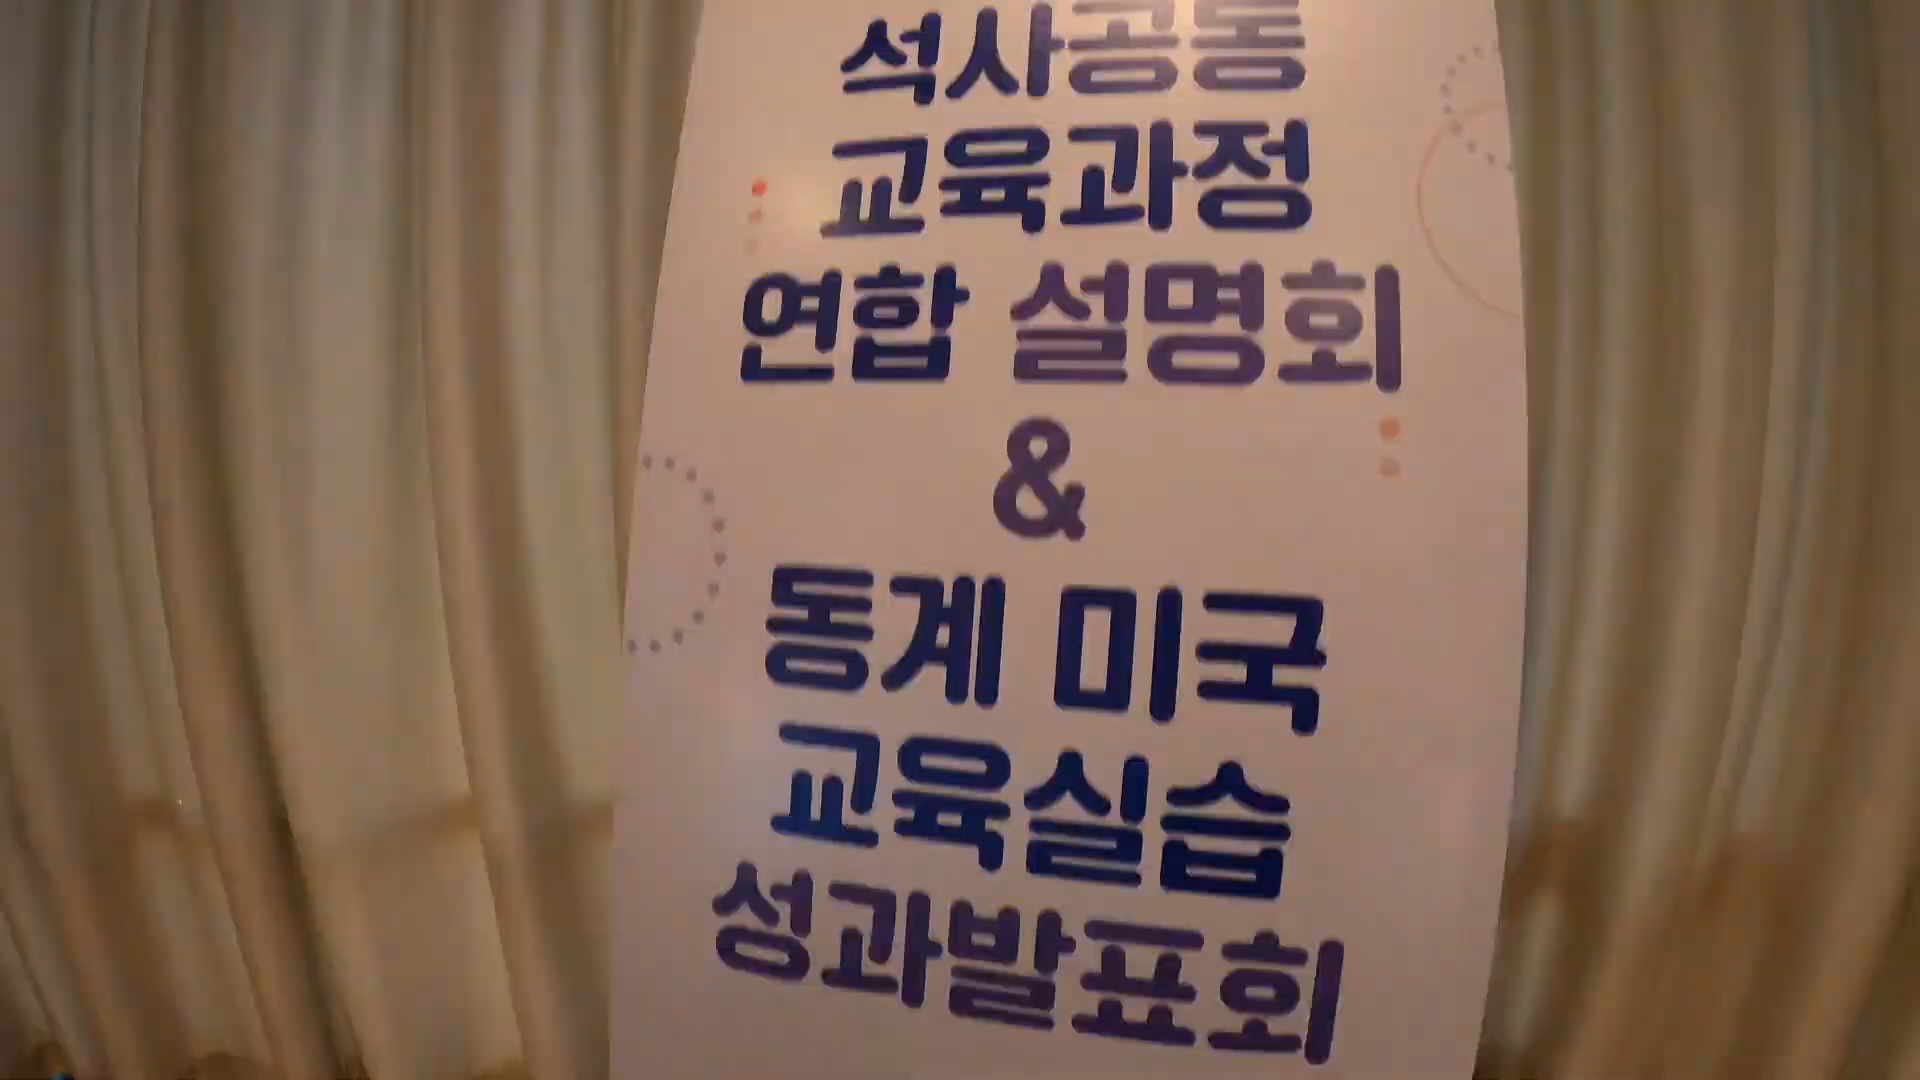 석사공동
교육과정
연합 설명회
&
동계 미국
교육실습
성과발표회